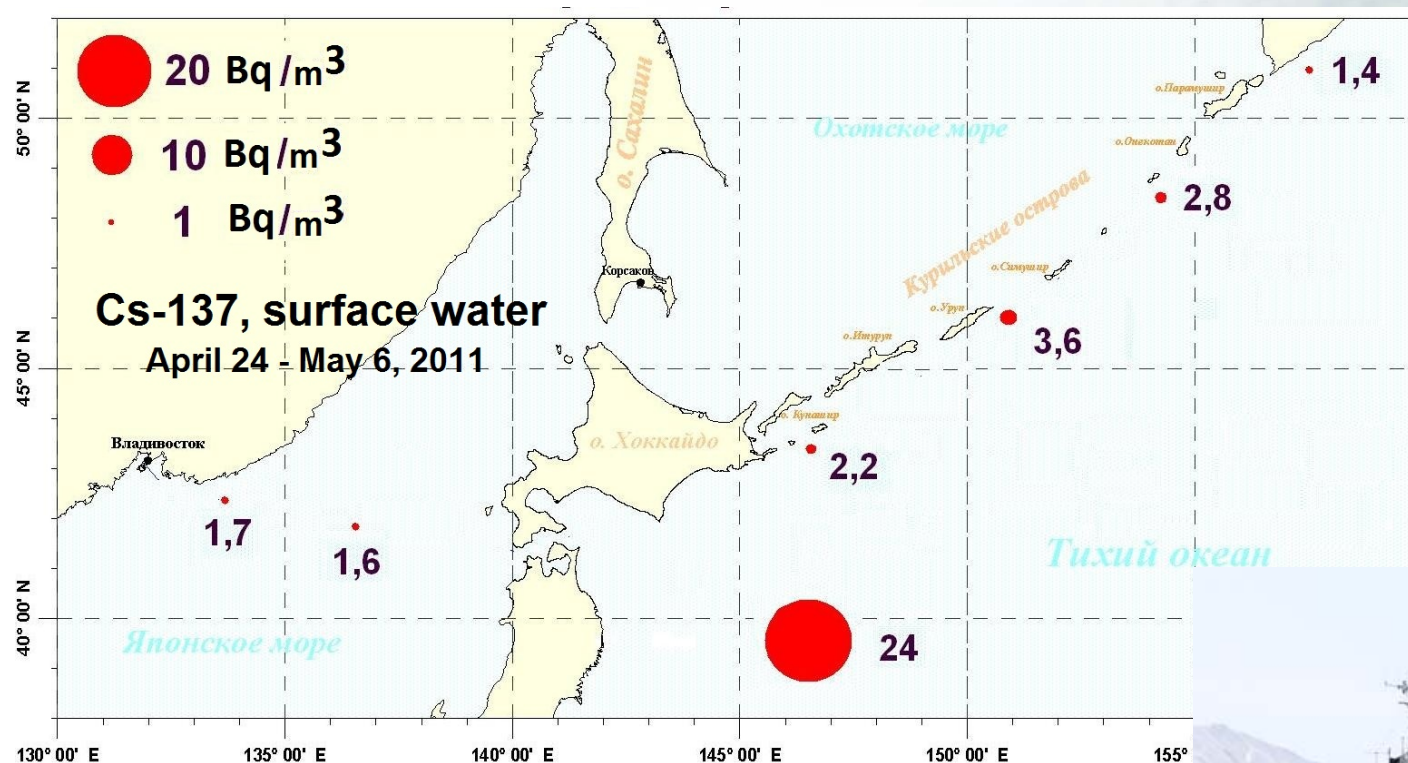 20 Bq/m³
10 Bq/m³
1 Bq/m³
Cs-137, surface water
April 24 - May 6, 2011
о. Сахалин
Охотское море
о.Парамушир
1,4
о.Онекотан
2,8
Курильские острова
о.Симушир
Корсаков
о.Уруп
3,6
о.Итуруп
о. Кунашир
о. Хоккайдо
2,2
Владивосток
1,7
1,6
Тихий океан
Японское море
24
50° 00' N
45° 00' N
40° 00' N
130° 00' E
135° 00' E
140° 00' E
145° 00' E
150° 00' E
155°